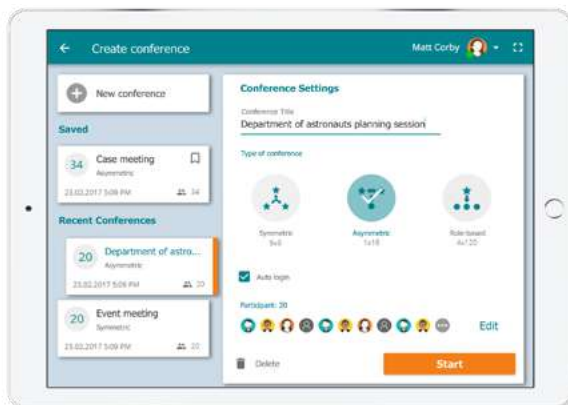 Create conference
Matt Corby
New conference
Saved
34
Case meeting
Asymmetric
23.02.2017 5:09 PM
34
Recent Conferences
20
Department of astro...
Asymmetric
23.02.2017 5:09 PM
20
20
Event meeting
Symmetric
23.02.2017 5:09 PM
20
Conference Settings
Conference Title
Department of astronauts planning session
Type of conference
Symmetric
Asymmetric
Role-based
Auto login
Participant: 20
Edit
Delete
Start